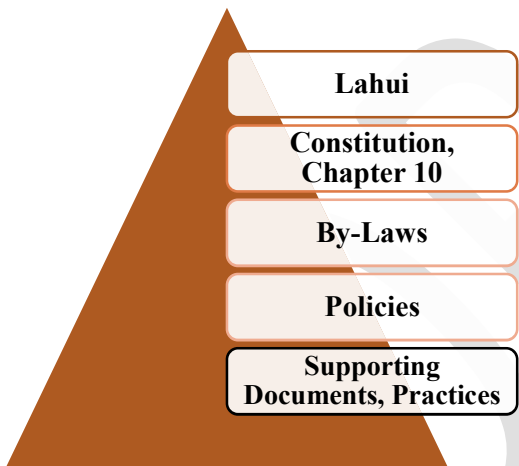 Lahui
Constitution,
Chapter 10
By-Laws
Policies
Supporting
Documents, Practices